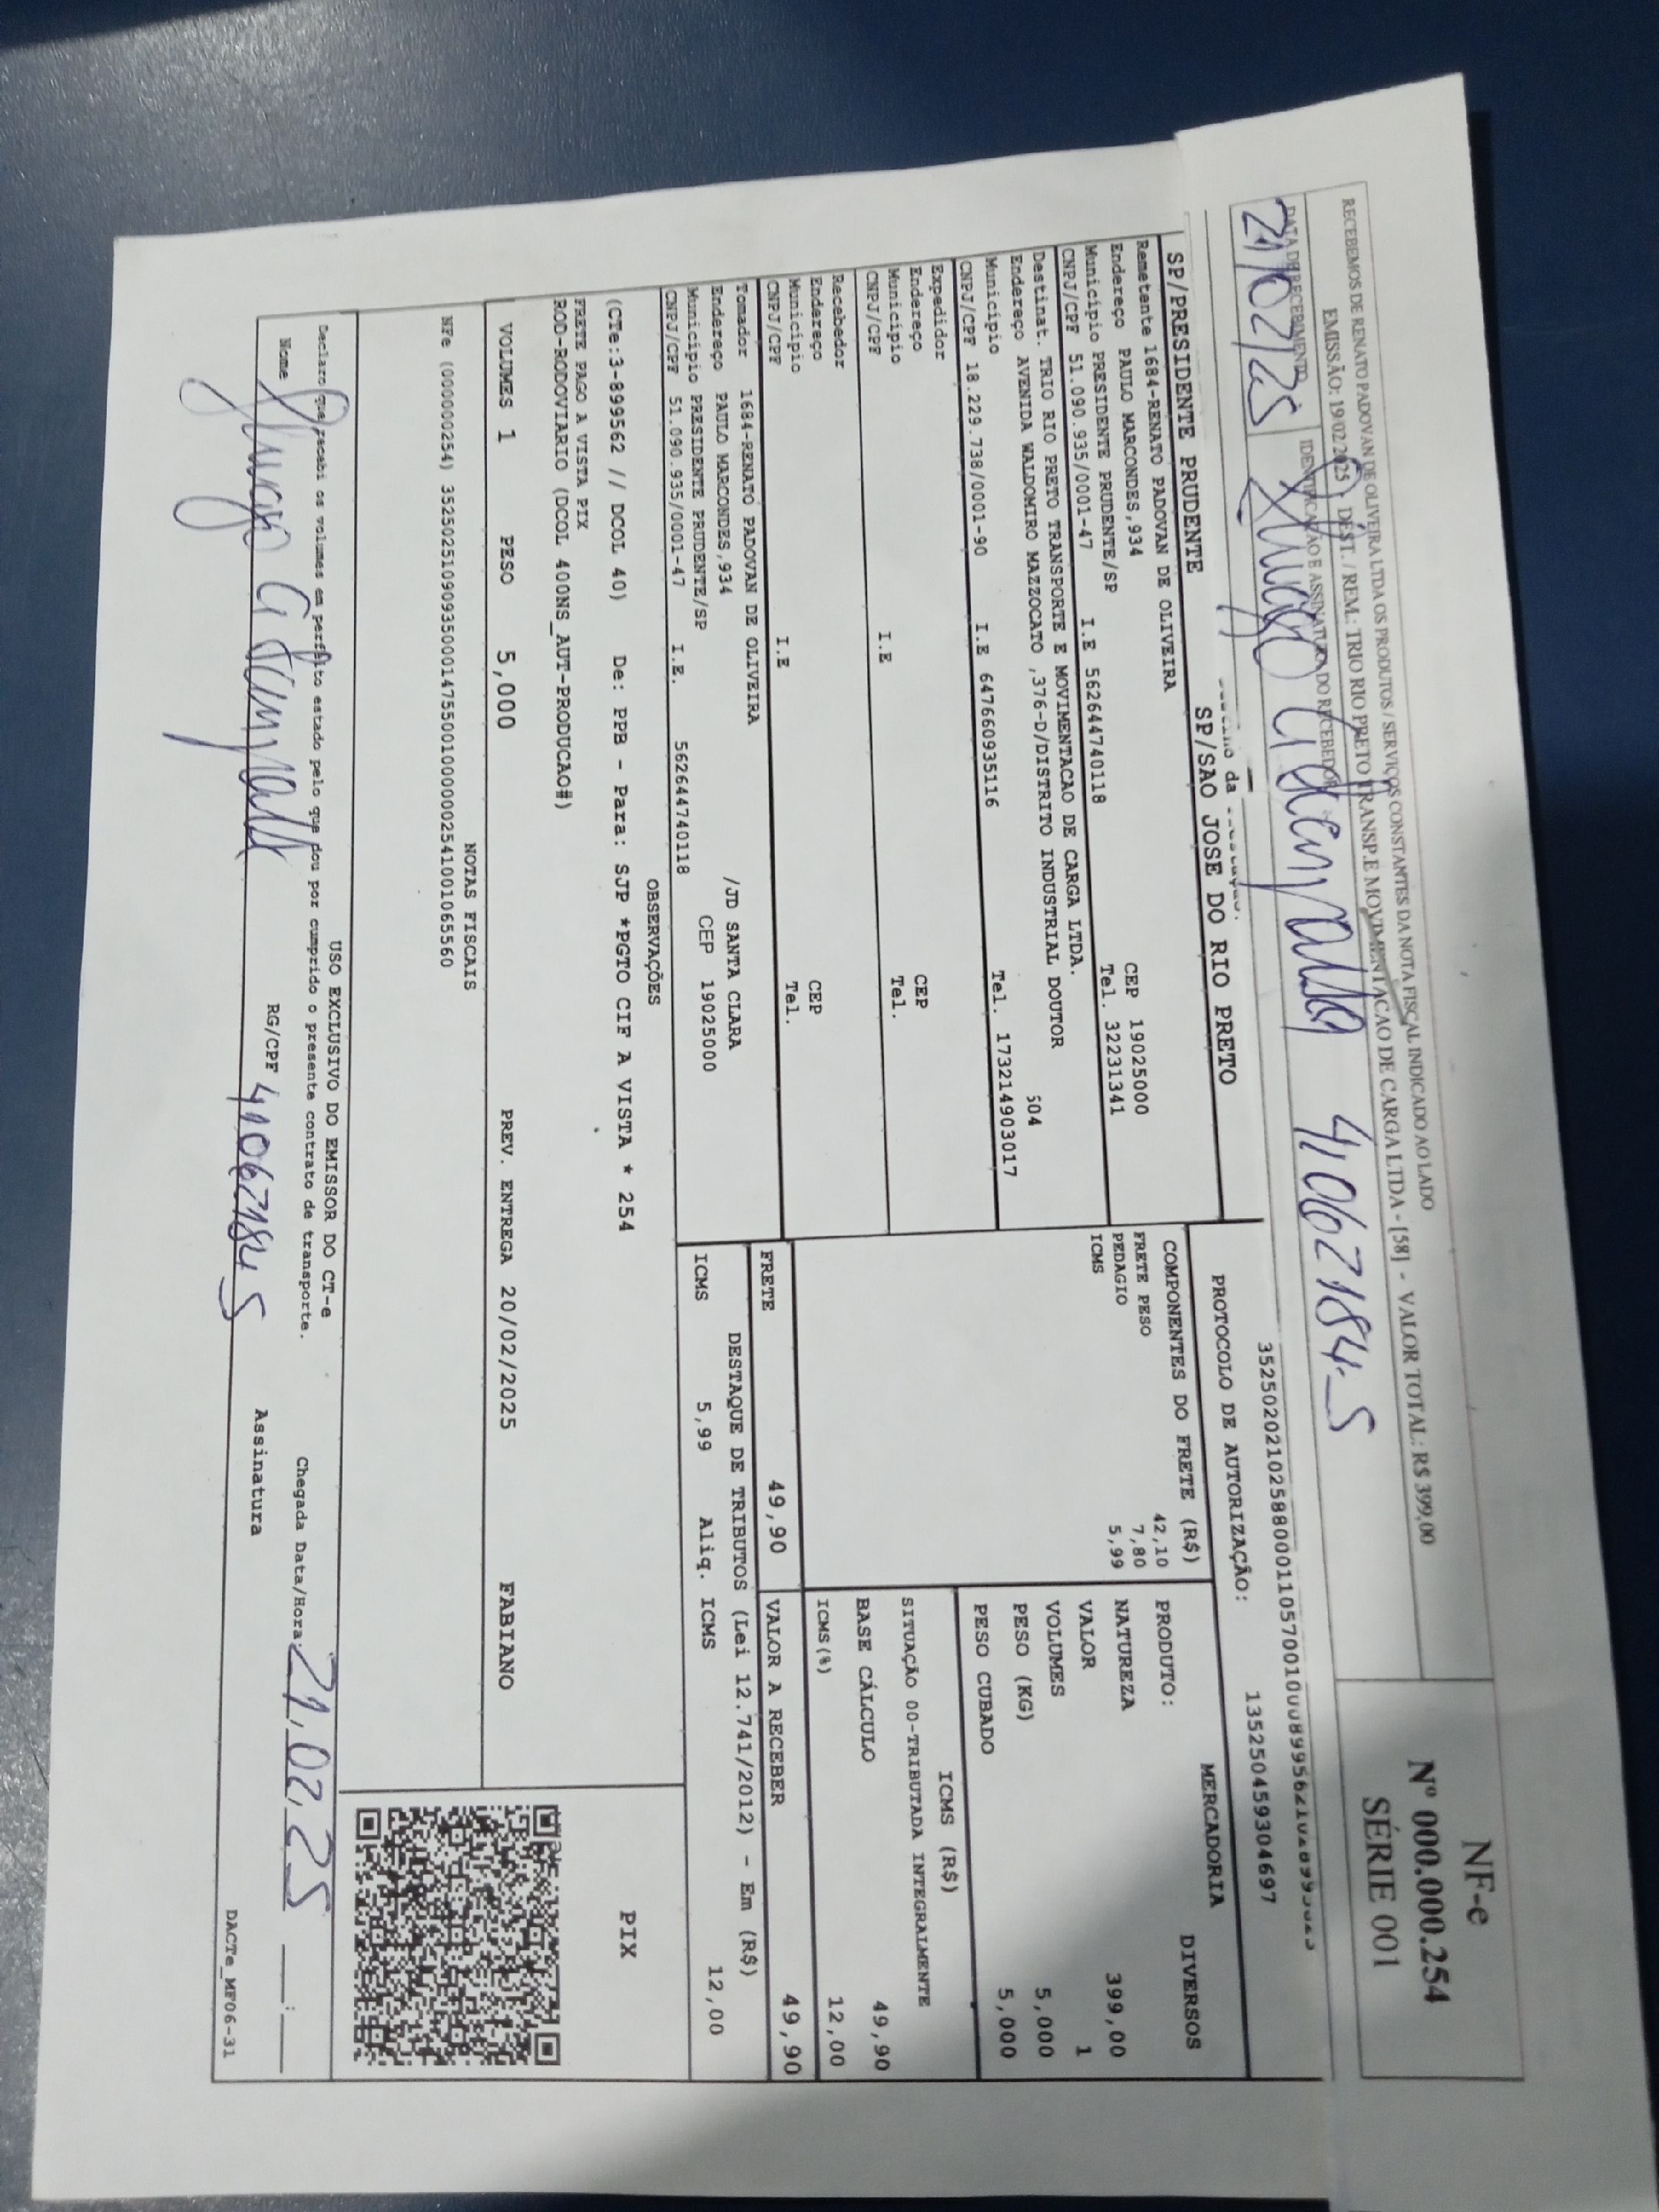 RECEBEMOS DE RENATO PADOVAN DE OLIVEIRA LTDA OS PRODUTOS / SERVIÇOS CONSTANTES DA NOTA FISCAL INDICADO AO LADO
EMISSÃO: 19/02/2025 - DEST. / REM.: TRIO RIO PRETO TRANSP.E MOVIMENTACAO DE CARGA LTDA - [58] - VALOR TOTAL: R$ 399,00
DATA DE RECEBIMENTO
IDENTIFICAÇÃO E ASSINATURA DO RECEBEDOR
21/02/25 41062184-5
NF-e
Nº 000.000.254
SÉRIE 001
da
PROTOCOLO DE AUTORIZAÇÃO: 135250459304697
SP/PRESIDENTE PRUDENTE SP/SAO JOSE DO RIO PRETO
Remetente 1684-RENATO PADOVAN DE OLIVEIRA
Endereço PAULO MARCONDES,934 CEP 19025000
Município PRESIDENTE PRUDENTE/SP Tel. 32231341
CNPJ/CPF 51.090.935/0001-47 I.E 562644740118
Destinat. TRIO RIO PRETO TRANSPORTE E MOVIMENTACAO DE CARGA LTDA.
Endereço AVENIDA WALDOMIRO MAZZOCATO ,376-D/DISTRITO INDUSTRIAL DOUTOR 504
Município Tel. 173214903017
CNPJ/CPF 18.229.738/0001-90 I.E 647660935116
Expedidor
Endereço CEP
Município Tel.
CNPJ/CPF I.E
Recebedor
Endereço CEP
Município Tel.
CNPJ/CPF I.E
Tomador 1684-RENATO PADOVAN DE OLIVEIRA
Endereço PAULO MARCONDES,934 /JD SANTA CLARA
Município PRESIDENTE PRUDENTE/SP CEP 19025000
CNPJ/CPF 51.090.935/0001-47 I.E. 562644740118
COMPONENTES DO FRETE (R$)
FRETE PESO 42,10
PEDAGIO 7,80
ICMS 5,99
MERCADORIA
PRODUTO: DIVERSOS
NATUREZA
VALOR 399,00
VOLUMES 1
PESO (KG) 5,000
PESO CUBADO 5,000
ICMS (R$)
SITUAÇÃO 00-TRIBUTADA INTEGRALMENTE
BASE CÁLCULO 49,90
ICMS(%) 12,00
FRETE 49,90
VALOR A RECEBER 49,90
DESTAQUE DE TRIBUTOS (Lei 12.741/2012) - Em (R$)
ICMS 5,99 Aliq. ICMS 12,00
OBSERVAÇÕES
(CTe:3-899562 // DCOL 40) De: PPB - Para: SJP *PGTO CIF A VISTA * 254
FRETE PAGO A VISTA PIX
ROD-RODOVIARIO (DCOL 400NS_AUT-PRODUCAO#)
PIX
VOLUMES 1 PESO 5,000 PREV. ENTREGA 20/02/2025 FABIANO
NOTAS FISCAIS
NFe (000000254) 35250251090935000147550010000002541001065560
USO EXCLUSIVO DO EMISSOR DO CT-e
Declaro que recebi os volumes em perfeito estado pelo que dou por cumprido o presente contrato de transporte.
Chegada Data/Hora: 21,02,25 __:__
Nome RG/CPF 41062184-5 Assinatura
DACTe_MF06-31